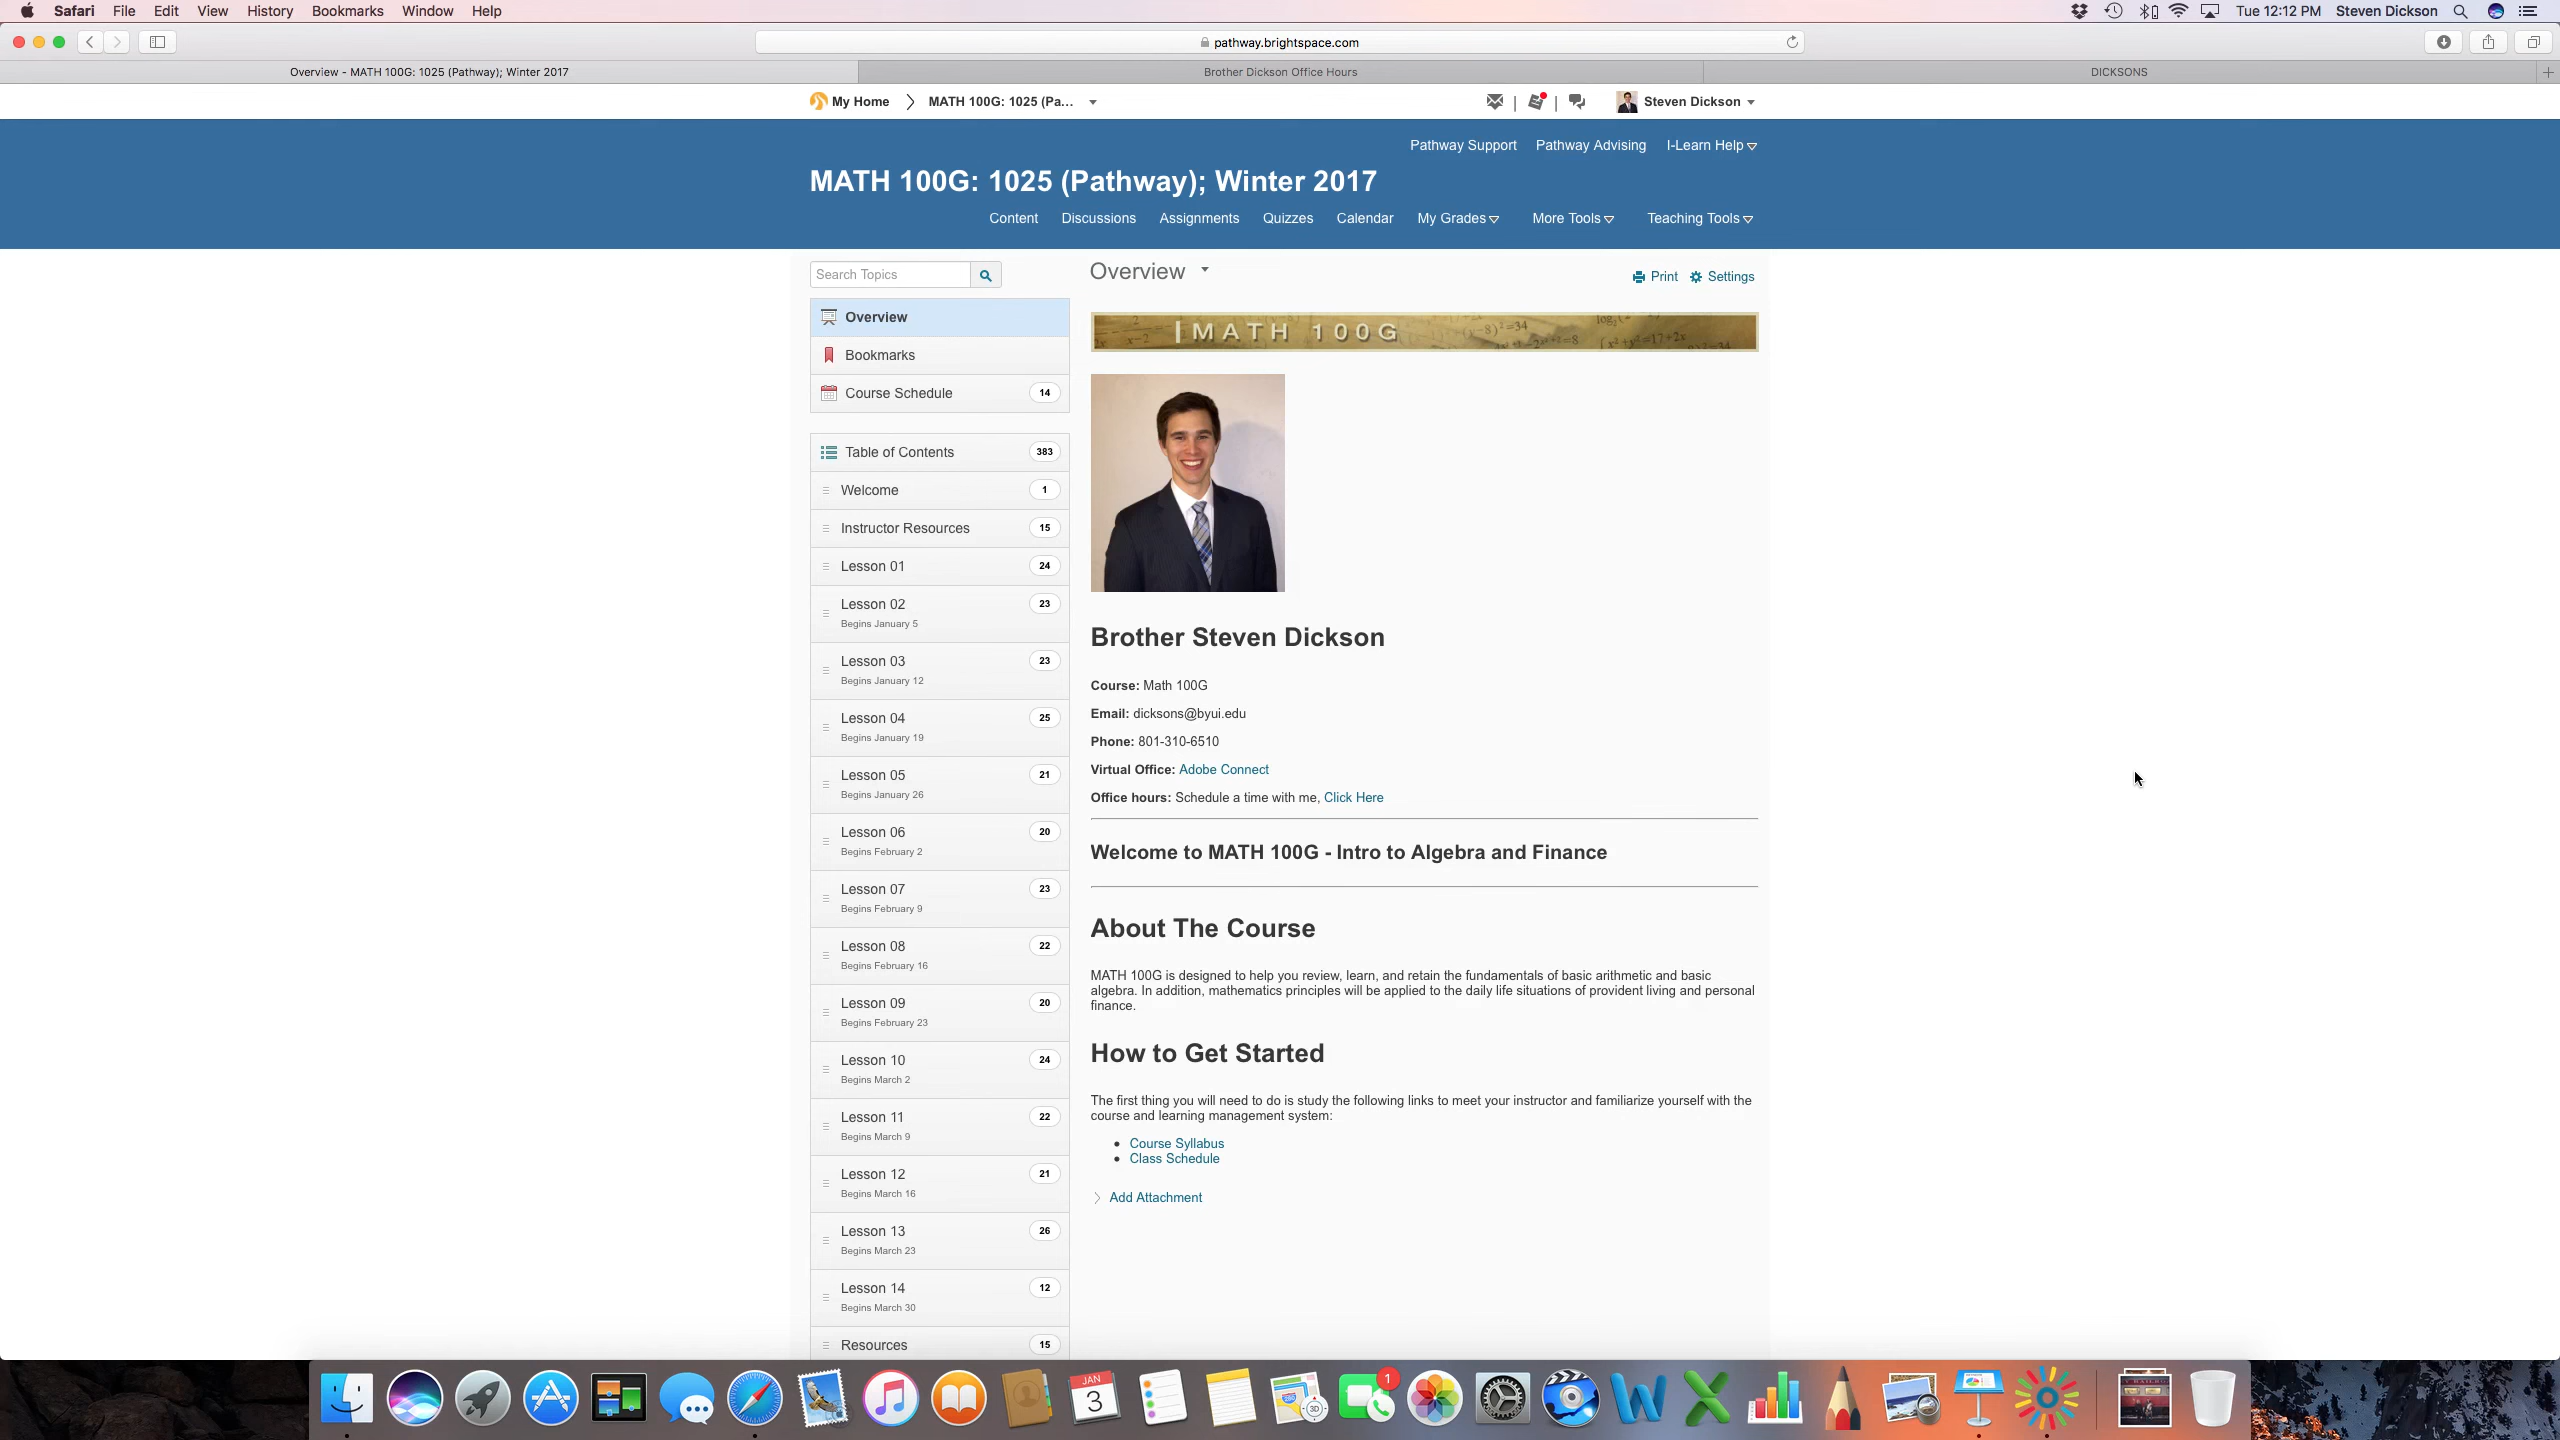 Safari File Edit View History Bookmarks Window Help
Tue 12:12 PM Steven Dickson
pathway.brightspace.com
Overview - MATH 100G: 1025 (Pathway); Winter 2017
Brother Dickson Office Hours
DICKSONS
My Home
MATH 100G: 1025 (Pa...
Steven Dickson
Pathway Support Pathway Advising I-Learn Help
MATH 100G: 1025 (Pathway); Winter 2017
Content Discussions Assignments Quizzes Calendar My Grades More Tools Teaching Tools
Search Topics
Overview
Bookmarks
Course Schedule 14
Table of Contents 383
Welcome 1
Instructor Resources 15
Lesson 01 24
Lesson 02 23
Begins January 5
Lesson 03 23
Begins January 12
Lesson 04 25
Begins January 19
Lesson 05 21
Begins January 26
Lesson 06 20
Begins February 2
Lesson 07 23
Begins February 9
Lesson 08 22
Begins February 16
Lesson 09 20
Begins February 23
Lesson 10 24
Begins March 2
Lesson 11 22
Begins March 9
Lesson 12 21
Begins March 16
Lesson 13 26
Begins March 23
Lesson 14 12
Begins March 30
Resources 15
Overview
Print Settings
MATH 100G
Brother Steven Dickson
Course: Math 100G
Email: dicksons@byui.edu
Phone: 801-310-6510
Virtual Office: Adobe Connect
Office hours: Schedule a time with me, Click Here
Welcome to MATH 100G - Intro to Algebra and Finance
About The Course
MATH 100G is designed to help you review, learn, and retain the fundamentals of basic arithmetic and basic
algebra. In addition, mathematics principles will be applied to the daily life situations of provident living and personal
finance.
How to Get Started
The first thing you will need to do is study the following links to meet your instructor and familiarize yourself with the
course and learning management system:
• Course Syllabus
• Class Schedule
Add Attachment
JAN
3
3D
1